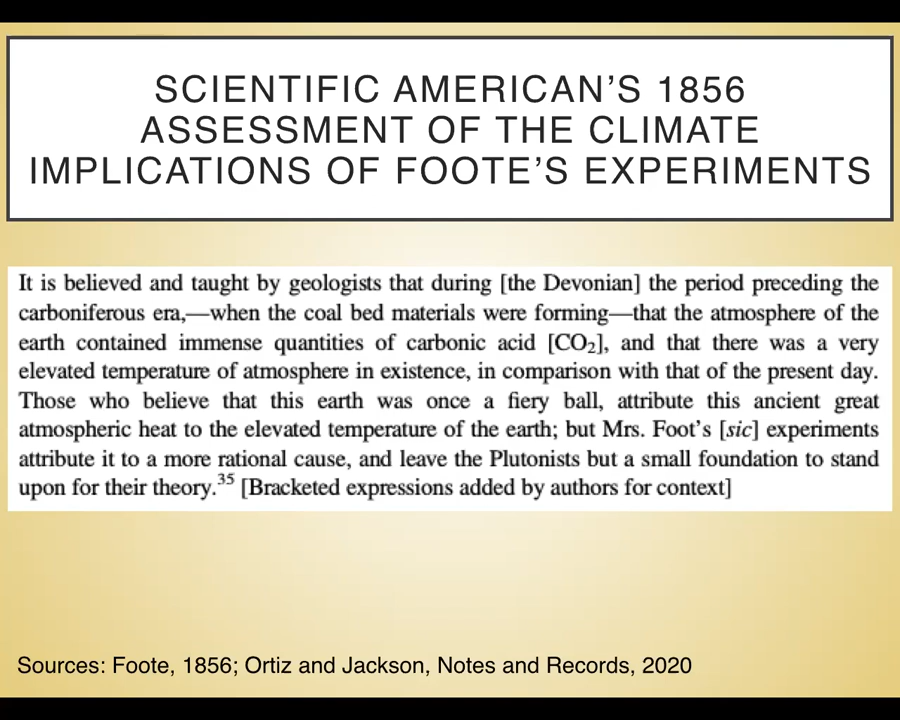 SCIENTIFIC AMERICAN'S 1856
ASSESSMENT OF THE CLIMATE
IMPLICATIONS OF FOOTE'S EXPERIMENTS
It is believed and taught by geologists that during [the Devonian] the period preceding the
carboniferous era,—when the coal bed materials were forming—that the atmosphere of the
earth contained immense quantities of carbonic acid [CO₂], and that there was a very
elevated temperature of atmosphere in existence, in comparison with that of the present day.
Those who believe that this earth was once a fiery ball, attribute this ancient great
atmospheric heat to the elevated temperature of the earth; but Mrs. Foot's [sic] experiments
attribute it to a more rational cause, and leave the Plutonists but a small foundation to stand
upon for their theory.³⁵ [Bracketed expressions added by authors for context]
Sources: Foote, 1856; Ortiz and Jackson, Notes and Records, 2020